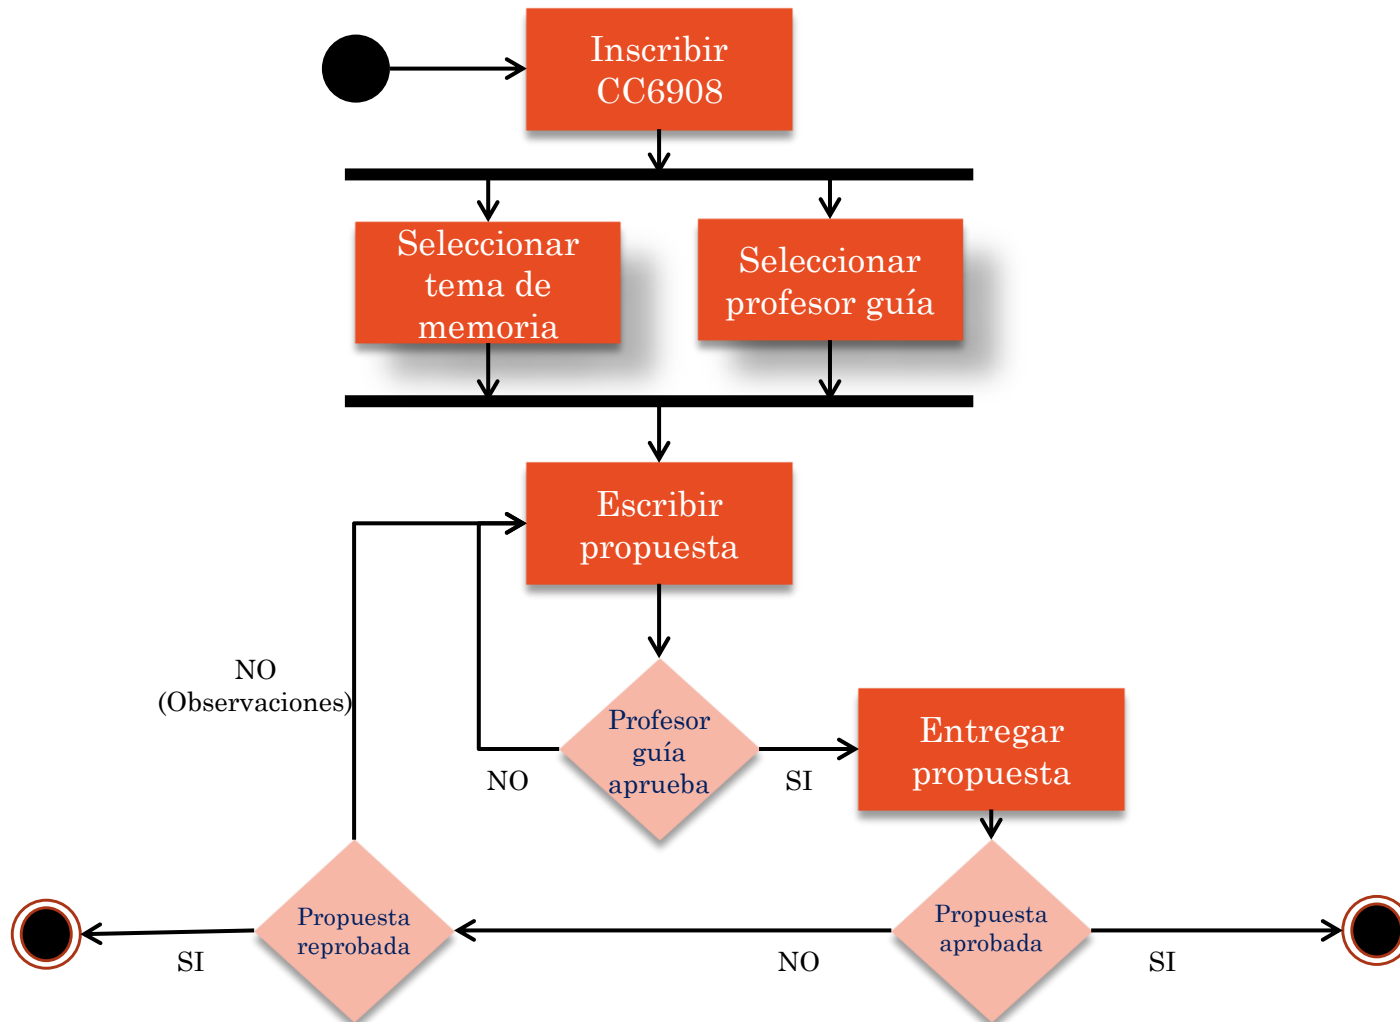 Inscribir
CC6908
Seleccionar
tema de
memoria
Seleccionar
profesor guía
Escribir
propuesta
NO
(Observaciones)
Profesor
guía
aprueba
NO
SI
Entregar
propuesta
Propuesta
reprobada
Propuesta
aprobada
SI
NO
SI